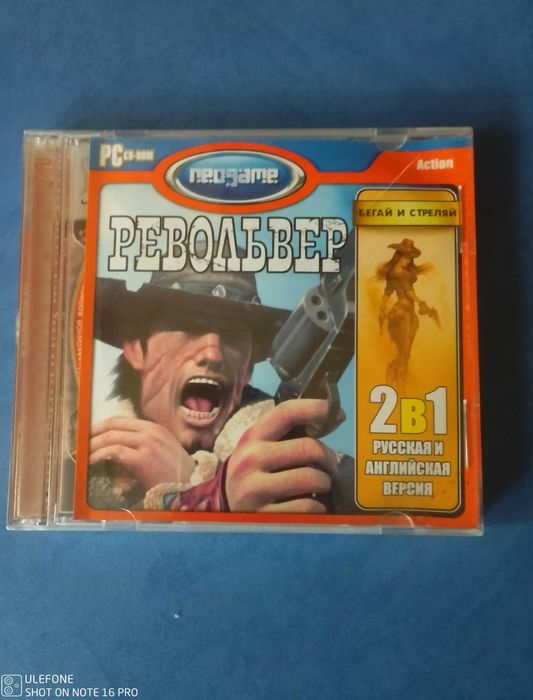 PC CD-ROM
neogame
Action
РЕВОЛЬВЕР
БЕГАЙ И СТРЕЛЯЙ
2в1
РУССКАЯ И
АНГЛИЙСКАЯ
ВЕРСИЯ
ULEFONE
SHOT ON NOTE 16 PRO